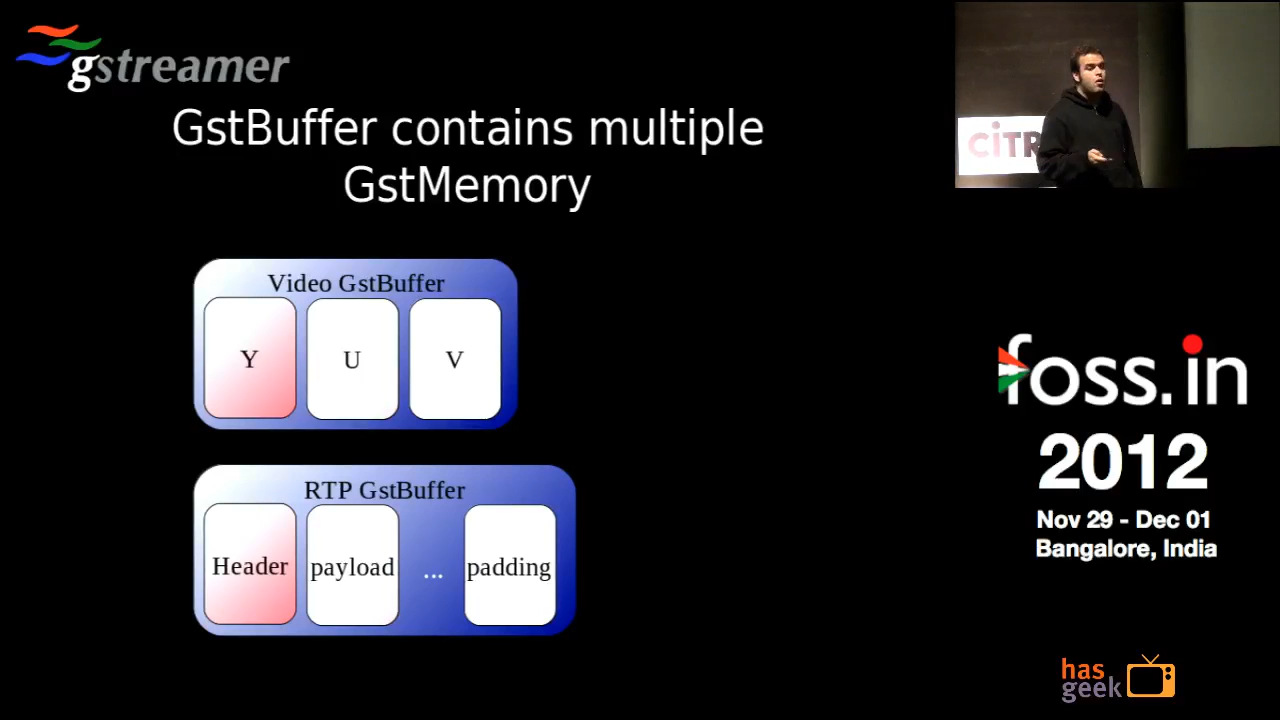 gstreamer
GstBuffer contains multiple
GstMemory
CiTR
Video GstBuffer
Y
U
V
RTP GstBuffer
Header
payload
...
padding
foss.in
2012
Nov 29 - Dec 01
Bangalore, India
has
geek